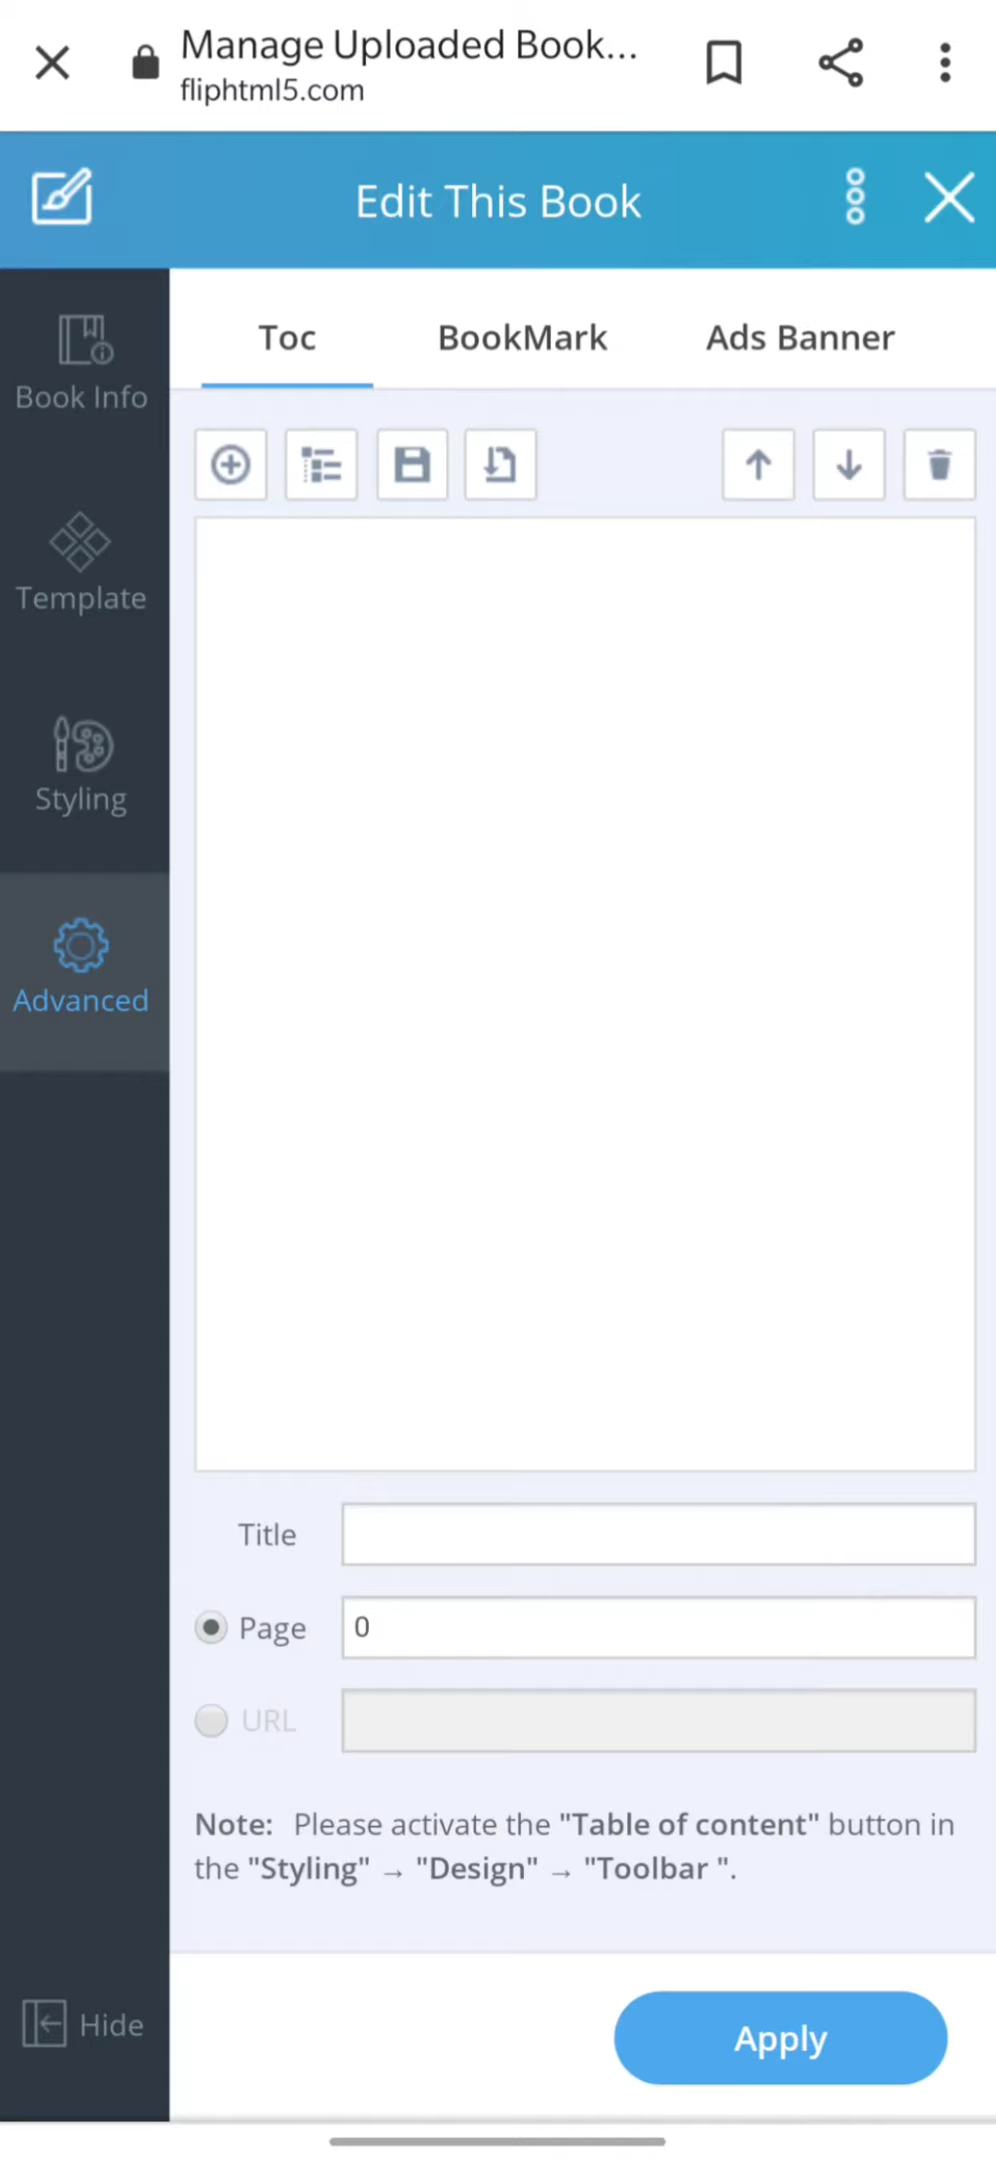 Manage Uploaded Book...
fliphtml5.com
Edit This Book
Book Info
Template
Styling
Advanced
Hide
Toc BookMark Ads Banner
Title
Page 0
URL
Note: Please activate the "Table of content" button in
the "Styling" → "Design" → "Toolbar ".
Apply